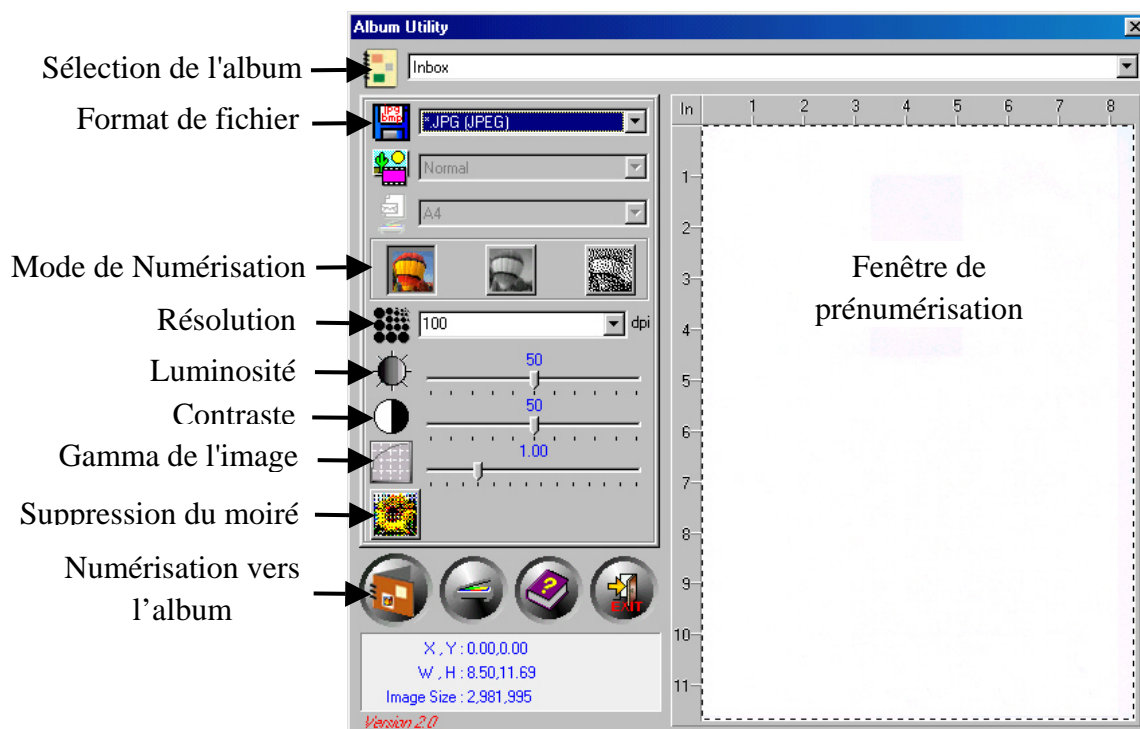 Album Utility
Sélection de l'album
Inbox
Format de fichier
jpg
bmp
*.JPG (JPEG)
In 1 2 3 4 5 6 7 8
Normal
A4
Mode de Numérisation
Résolution
100
dpi
Luminosité
50
Contraste
50
Gamma de l'image
1.00
Suppression du moiré
Numérisation vers
l’album
EXIT
X , Y : 0.00,0.00
W , H : 8.50,11.69
Image Size : 2,981,995
Version 2.0
1
2
3
4
5
6
7
8
9
10
11
Fenêtre de
prénumérisation